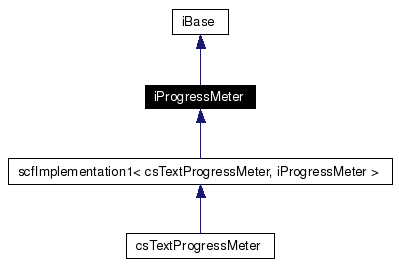 iBase
iProgressMeter
scfImplementation1< csTextProgressMeter, iProgressMeter >
csTextProgressMeter